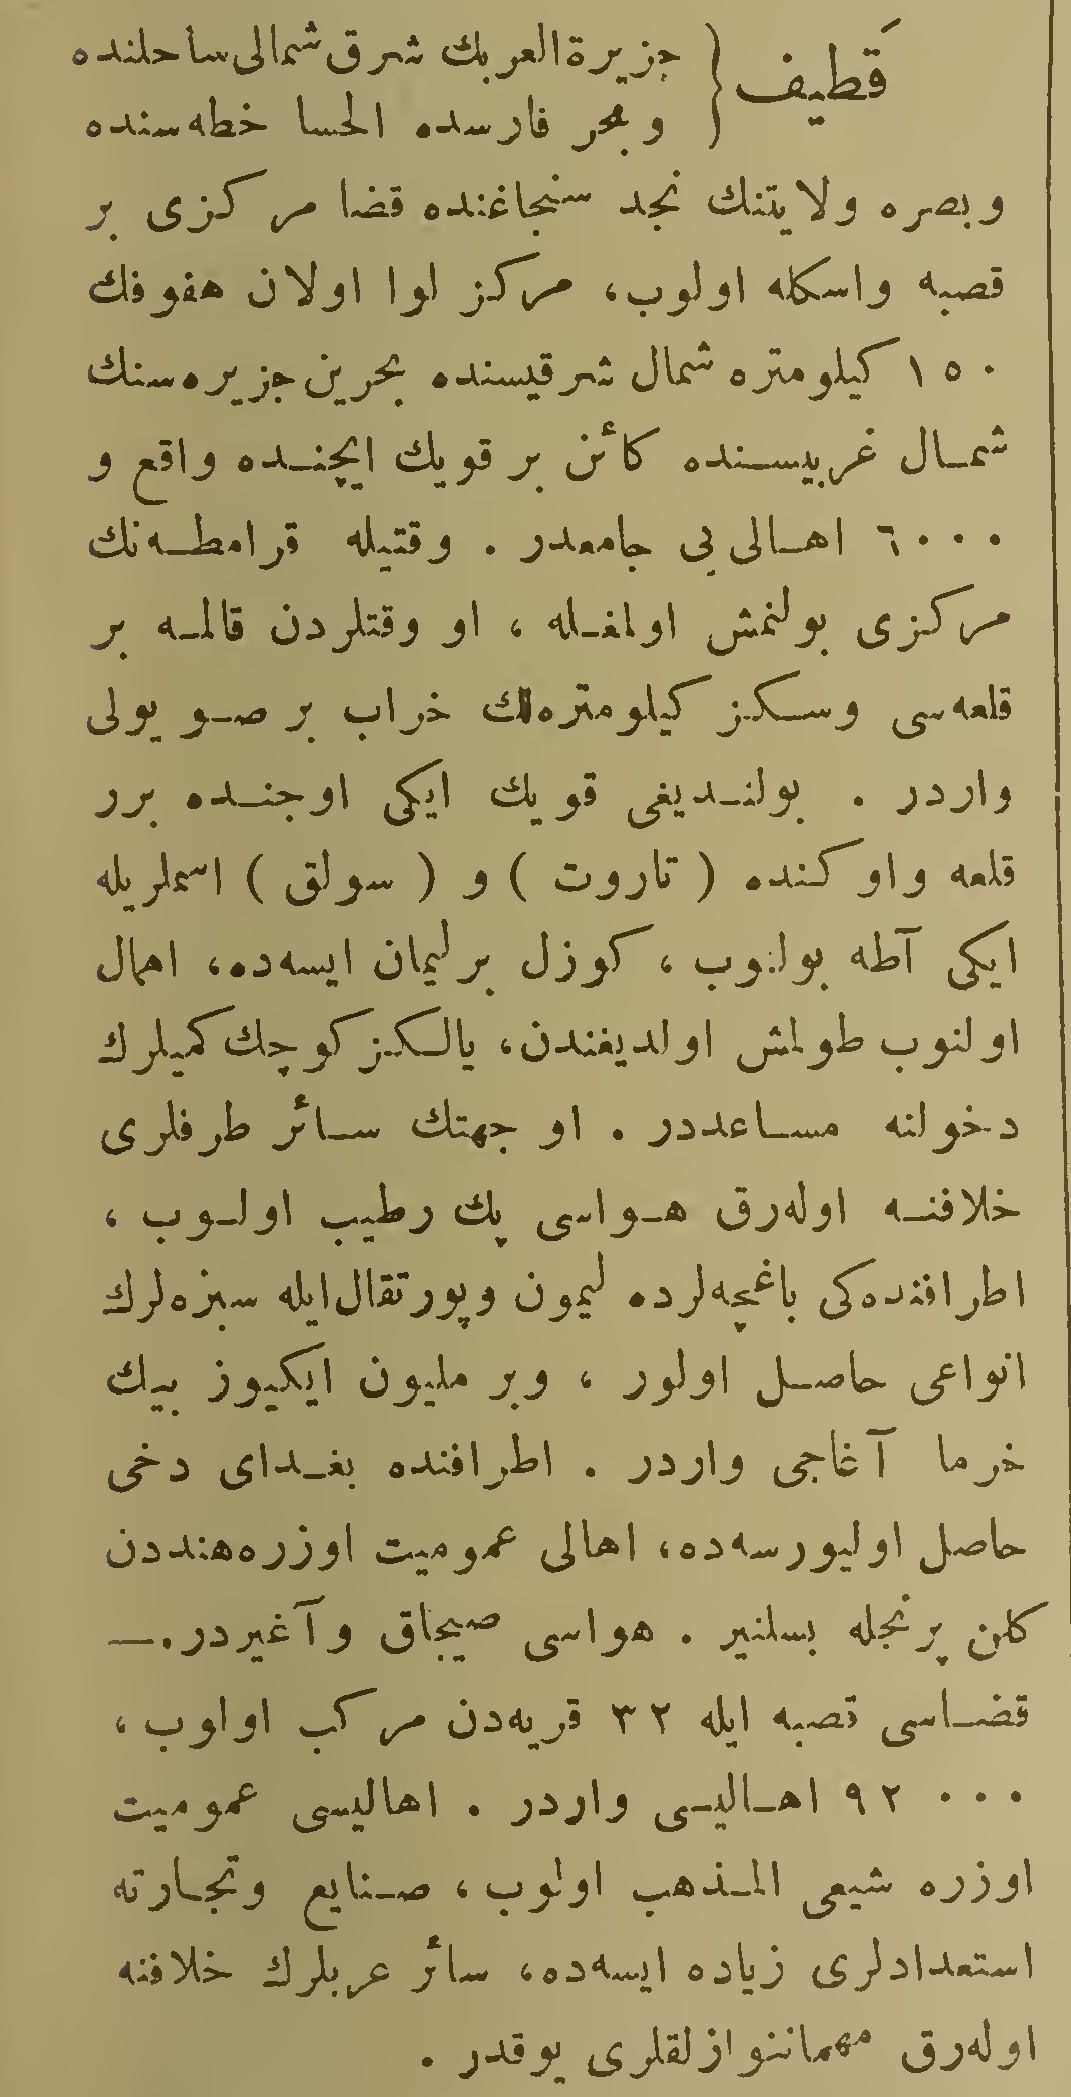 قَطيف { جزيرة‌العربك شرق شمالى ساحلنده
و بحر فارسده الحسا خطه‌سنده
و بصره ولايتنك نجد سنجاغنده قضا مركزى بر
قصبه واسكله اولوب، مركز لوا اولان هفوفك
١٥٠ كيلومتره شمال شرقيسنده بحرين جزيره‌سنك
شمال غربيسنده كائن بر قويك ايچنده واقع و
٦٠٠٠ اهالى‌يى جامعدر . وقتيله قرامطه‌نك
مركزى بولنمش اولمغله ، او وقتلردن قالمه بر
قلعه‌سى وسكز كيلومتره‌لك خراب بر صو يولى
واردر . بولنديغى قويك ايكى اوجنده برر
قلعه واوكنده ( تاروت ) و ( سولق ) اسملريله
ايكى آطه بولنوب ، كوزل بر ليمان ايسه‌ده، اهمال
اولنوب طولمش اولديغندن، يالكز كوچك كميلرك
دخولنه مساعددر . او جهتك سائر طرفلرى
خلافنه اوله‌رق هواسى پك رطيب اولوب ،
اطرافنده‌كى باغچه‌لرده ليمون وپورتقال ايله سبزه‌لرك
انواعى حاصل اولور ، وبر مليون ايكيوز بيك
خرما آغاجى واردر . اطرافنده بغداى دخى
حاصل اوليورسه‌ده، اهالى عموميت اوزره هنددن
كلن پرنجله بسلنير . هواسى صيجاق وآغيردر.—
قضاسى قصبه ايله ٣٢ قريه‌دن مركب اولوب،
٩٢٠٠٠ اهاليسى واردر . اهاليسى عموميت
اوزره شيعى المذهب اولوب، صنايع وتجارته
استعدادلرى زياده ايسه‌ده، سائر عربلرك خلافنه
اوله‌رق مهماننوازلقلرى يوقدر .